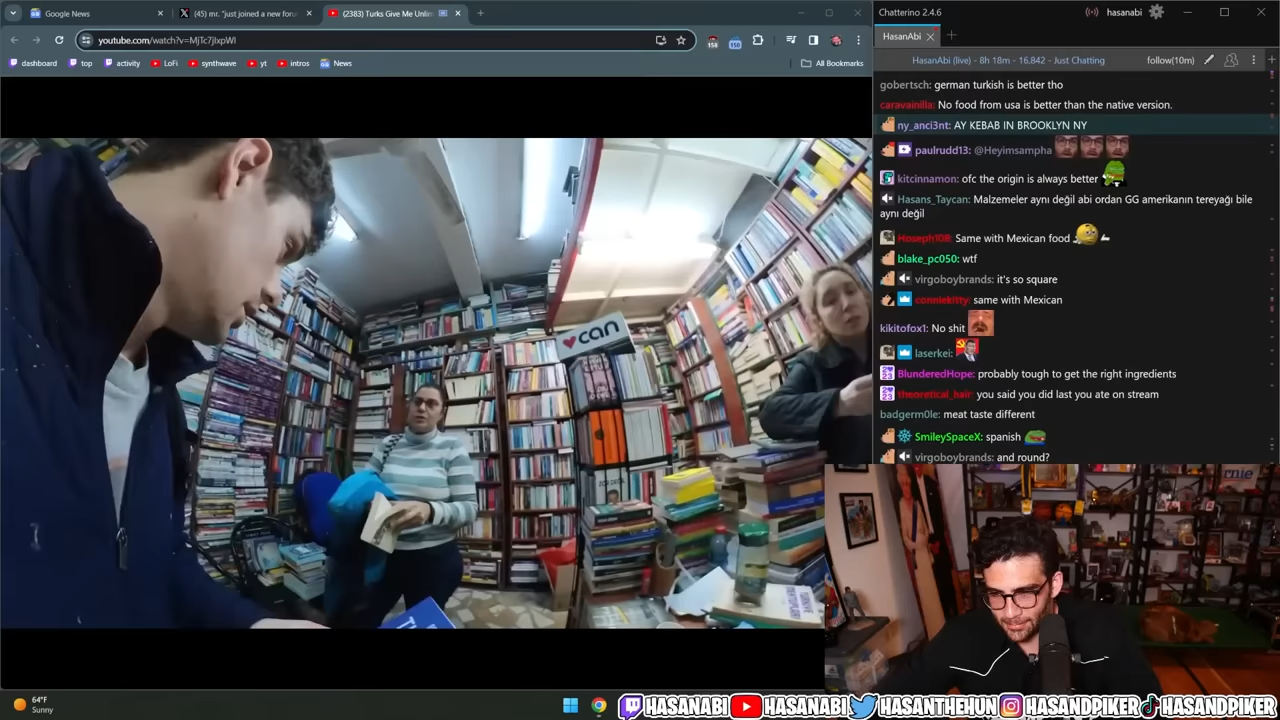 Google News
(45) mr. "just joined a new forum
(2383) Turks Give Me Unlim
youtube.com/watch?v=MjTc7jIxpWI
158
150
dashboard
top
activity
LoFi
synthwave
yt
intros
News
All Bookmarks
can
64°F
Sunny
Chatterino 2.4.6
hasanabi
HasanAbi
HasanAbi (live) - 8h 18m - 16.842 - Just Chatting
follow(10m)
gobertsch: german turkish is better tho
caravainilla: No food from usa is better than the native version.
ny_anci3nt: AY KEBAB IN BROOKLYN NY
paulrudd13: @Heyimsampha
kitcinnamon: ofc the origin is always better
Hasans_Taycan: Malzemeler aynı değil abi ordan GG amerikanın tereyağı bile
aynı değil
Hoseph108: Same with Mexican food
blake_pc050: wtf
virgoboybrands: it's so square
conniekitty: same with Mexican
kikitofox1: No shit
laserkei:
BlunderedHope: probably tough to get the right ingredients
theoretical_hair: you said you did last you ate on stream
badgerm0le: meat taste different
SmileySpaceX: spanish
virgoboybrands: and round?
HASANABI
HASANABI
HASANTHEHUN
HASANDPIKER
HASANDPIKER